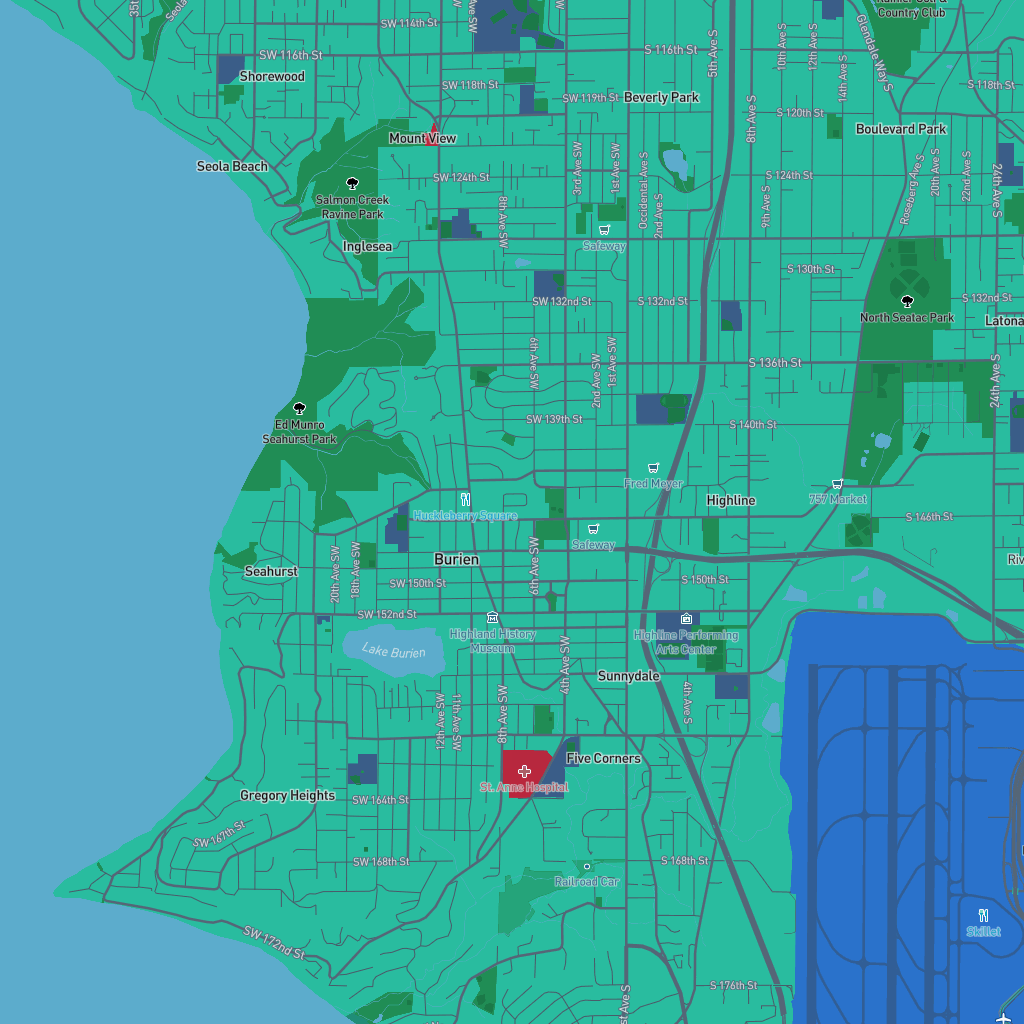 35th
Seola
SW 114th St
Ave SW
5th Ave S
10th Ave S
12th Ave S
Glendale Way S
Country Club
SW 116th St
S 116th St
Shorewood
SW 118th St
14th Ave S
S 118th St
SW 119th St
Beverly Park
8th Ave S
S 120th St
Boulevard Park
Mount View
Seola Beach
3rd Ave SW
1st Ave SW
Occidental Ave S
SW 124th St
S 124th St
20th Ave S
22nd Ave S
24th Ave S
Roseberg Ave S
Salmon Creek
Ravine Park
8th Ave SW
2nd Ave S
9th Ave S
Inglesea
Safeway
S 130th St
SW 132nd St
S 132nd St
S 132nd St
North Seatac Park
Latona
6th Ave SW
2nd Ave SW
1st Ave SW
S 136th St
24th Ave S
Ed Munro
Seahurst Park
SW 139th St
S 140th St
Fred Meyer
Highline
757 Market
Huckleberry Square
S 146th St
Safeway
Burien
Seahurst
20th Ave SW
18th Ave SW
6th Ave SW
SW 150th St
S 150th St
Riv
SW 152nd St
Highland History
Museum
Highline Performing
Arts Center
Lake Burien
4th Ave SW
Sunnydale
4th Ave S
12th Ave SW
11th Ave SW
8th Ave SW
Five Corners
St. Anne Hospital
Gregory Heights
SW 164th St
SW 167th St
SW 168th St
S 168th St
Railroad Car
Skillet
SW 172nd St
S 176th St
1st Ave S